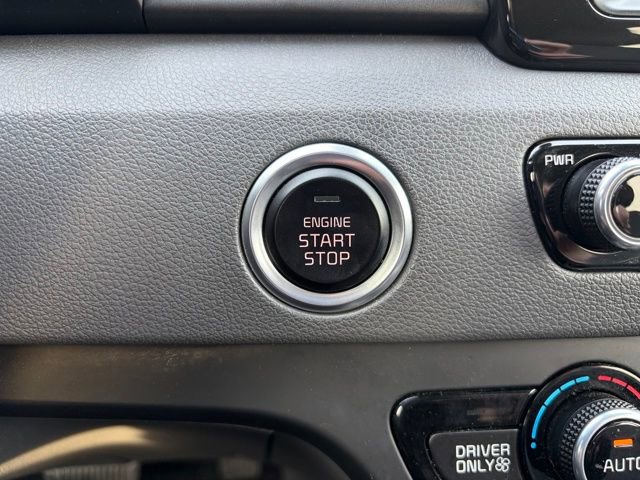 PWR
ENGINE
START
STOP
DRIVER
ONLY
AUTO